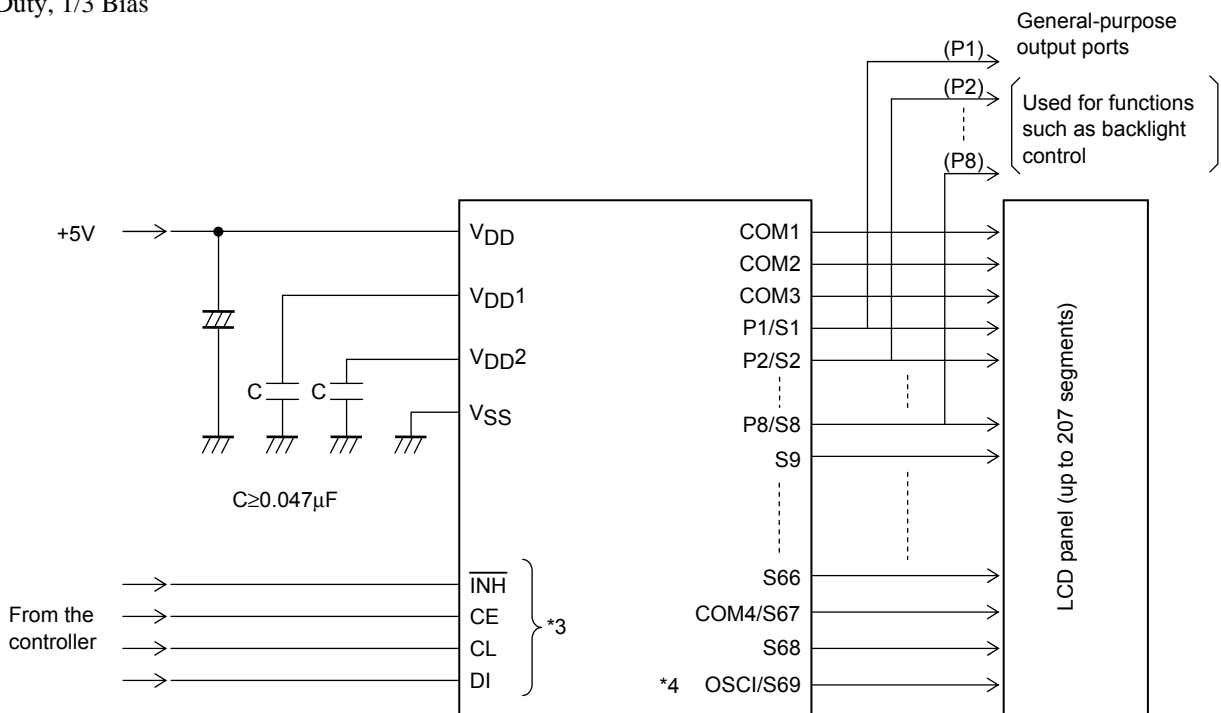 Duty, 1/3 Bias
General-purpose
output ports
(P1)
(P2)
Used for functions
such as backlight
control
(P8)
+5V
VDD
VDD1
VDD2
VSS
C
C
C≥0.047μF
COM1
COM2
COM3
P1/S1
P2/S2
P8/S8
S9
S66
COM4/S67
S68
*4 OSCI/S69
LCD panel (up to 207 segments)
From the
controller
INH
CE
CL
DI
*3